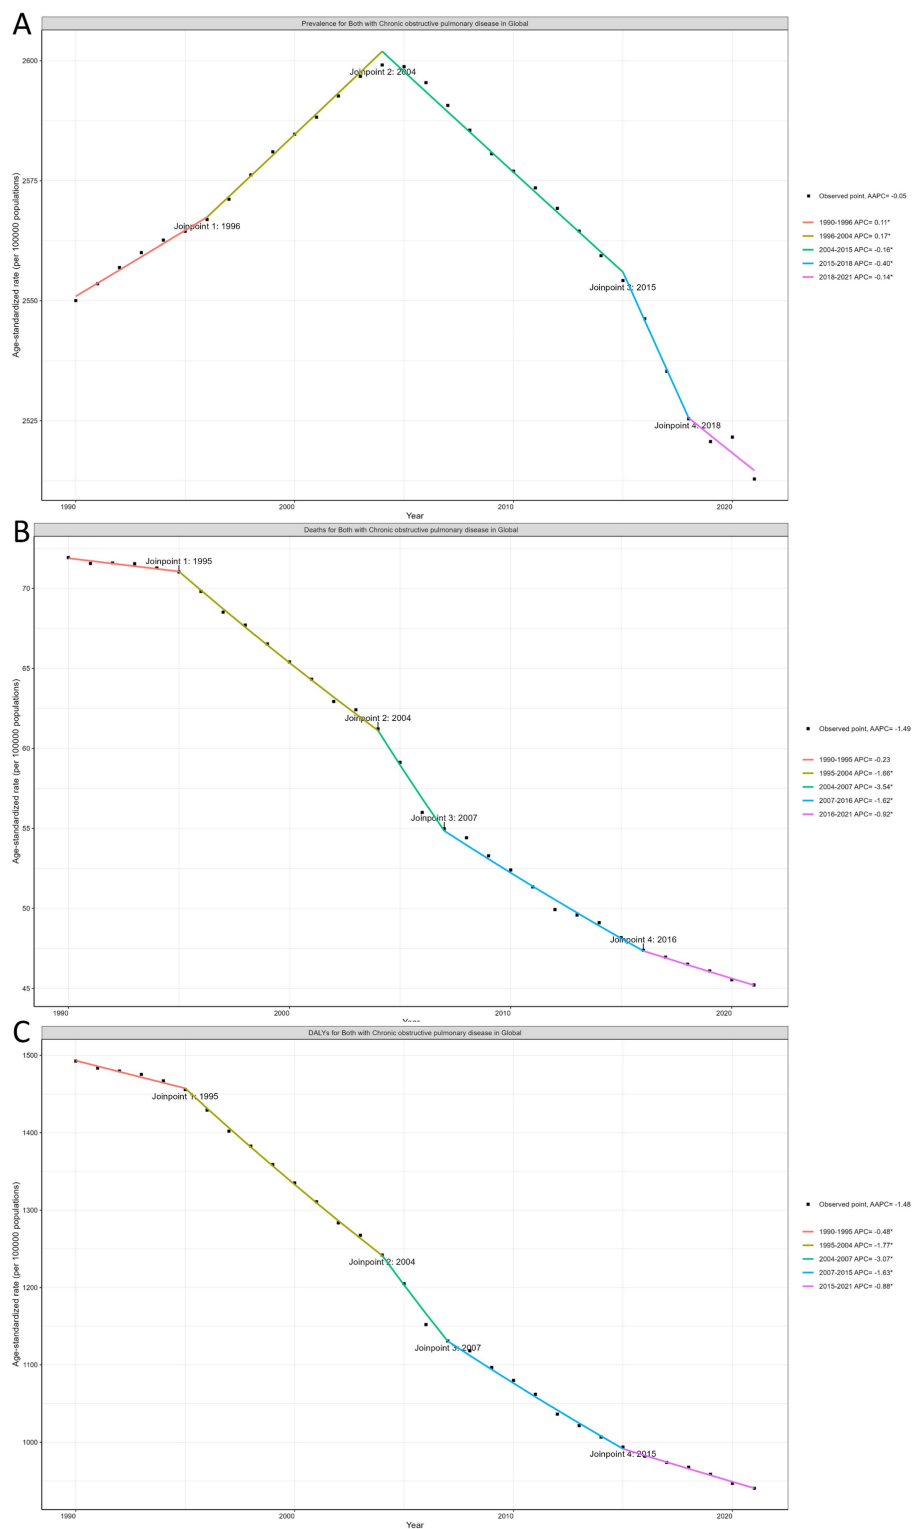 A
Prevalence for Both with Chronic obstructive pulmonary disease in Global
Age-standardized rate (per 100000 populations)
2600
2575
2550
2525
Joinpoint 2: 2004
Joinpoint 1: 1996
Joinpoint 3: 2015
Joinpoint 4: 2018
1990
2000
2010
2020
Year
Observed point, AAPC= -0.05
1990-1996 APC= 0.11*
1996-2004 APC= 0.17*
2004-2015 APC= -0.16*
2015-2018 APC= -0.40*
2018-2021 APC= -0.14*
B
Deaths for Both with Chronic obstructive pulmonary disease in Global
Age-standardized rate (per 100000 populations)
70
65
60
55
50
45
Joinpoint 1: 1995
Joinpoint 2: 2004
Joinpoint 3: 2007
Joinpoint 4: 2016
1990
2000
2010
2020
Year
Observed point, AAPC= -1.49
1990-1995 APC= -0.23
1995-2004 APC= -1.66*
2004-2007 APC= -3.54*
2007-2016 APC= -1.62*
2016-2021 APC= -0.92*
C
DALYs for Both with Chronic obstructive pulmonary disease in Global
Age-standardized rate (per 100000 populations)
1500
1400
1300
1200
1100
1000
Joinpoint 1: 1995
Joinpoint 2: 2004
Joinpoint 3: 2007
Joinpoint 4: 2015
1990
2000
2010
2020
Year
Observed point, AAPC= -1.48
1990-1995 APC= -0.48*
1995-2004 APC= -1.77*
2004-2007 APC= -3.07*
2007-2015 APC= -1.63*
2015-2021 APC= -0.88*